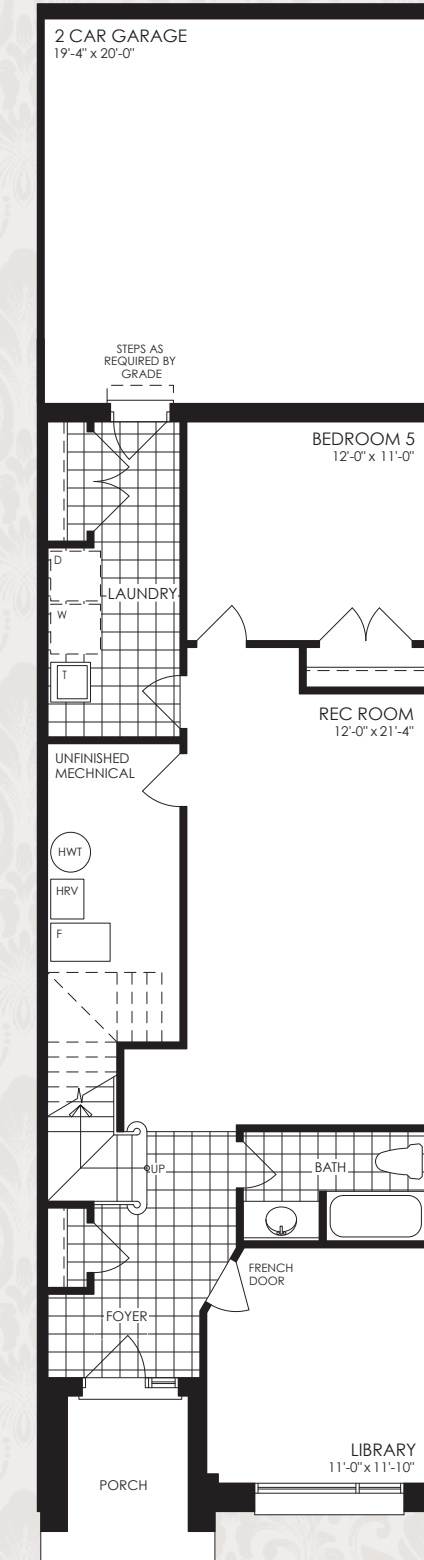 2 CAR GARAGE
19'-4" x 20'-0"
STEPS AS
REQUIRED BY
GRADE
BEDROOM 5
12'-0" x 11'-0"
D
LAUNDRY
W
T
REC ROOM
12'-0" x 21'-4"
UNFINISHED
MECHNICAL
HWT
HRV
F
UP
BATH
FRENCH
DOOR
FOYER
LIBRARY
11'-0" x 11'-10"
PORCH